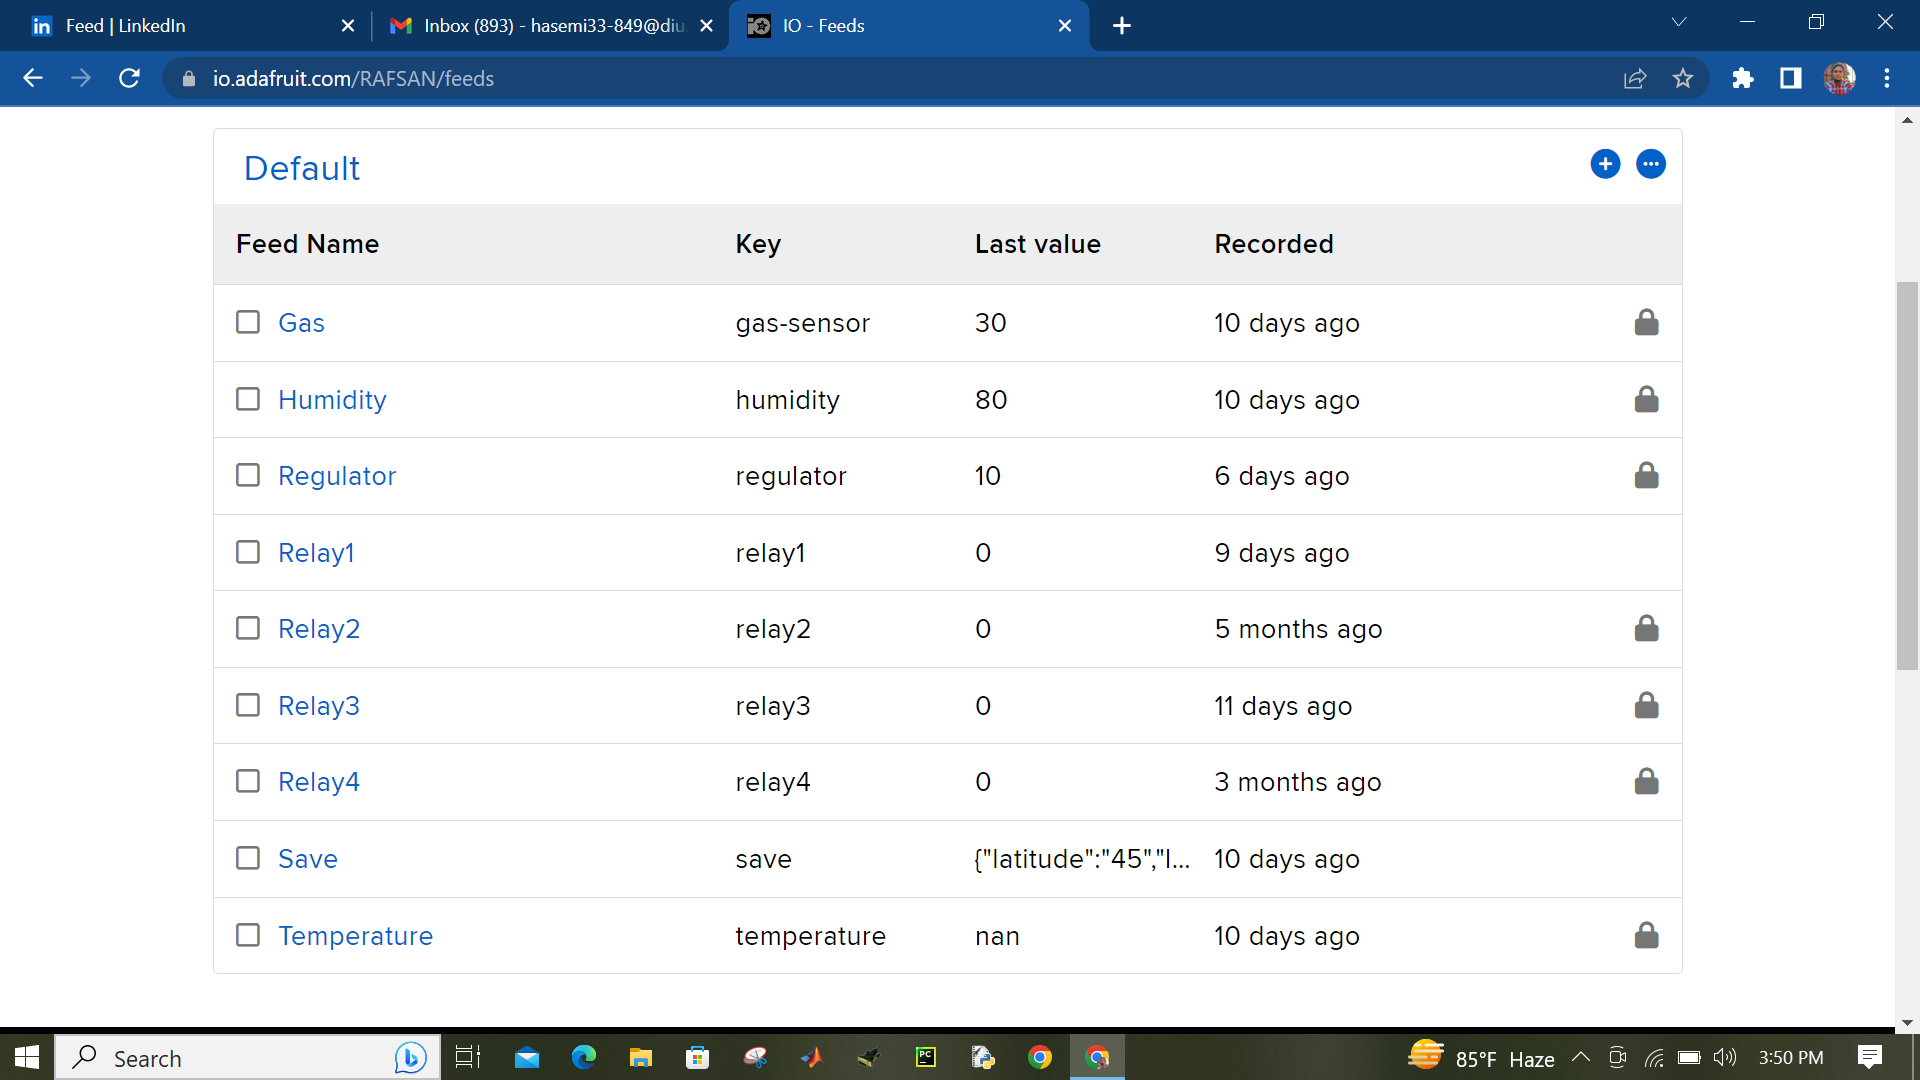 Feed | LinkedIn
Inbox (893) - hasemi33-849@diu
IO - Feeds
io.adafruit.com/RAFSAN/feeds
Default
Feed Name Key Last value Recorded
Gas gas-sensor 30 10 days ago
Humidity humidity 80 10 days ago
Regulator regulator 10 6 days ago
Relay1 relay1 0 9 days ago
Relay2 relay2 0 5 months ago
Relay3 relay3 0 11 days ago
Relay4 relay4 0 3 months ago
Save save {"latitude":"45","l... 10 days ago
Temperature temperature nan 10 days ago
Search
85°F Haze
3:50 PM